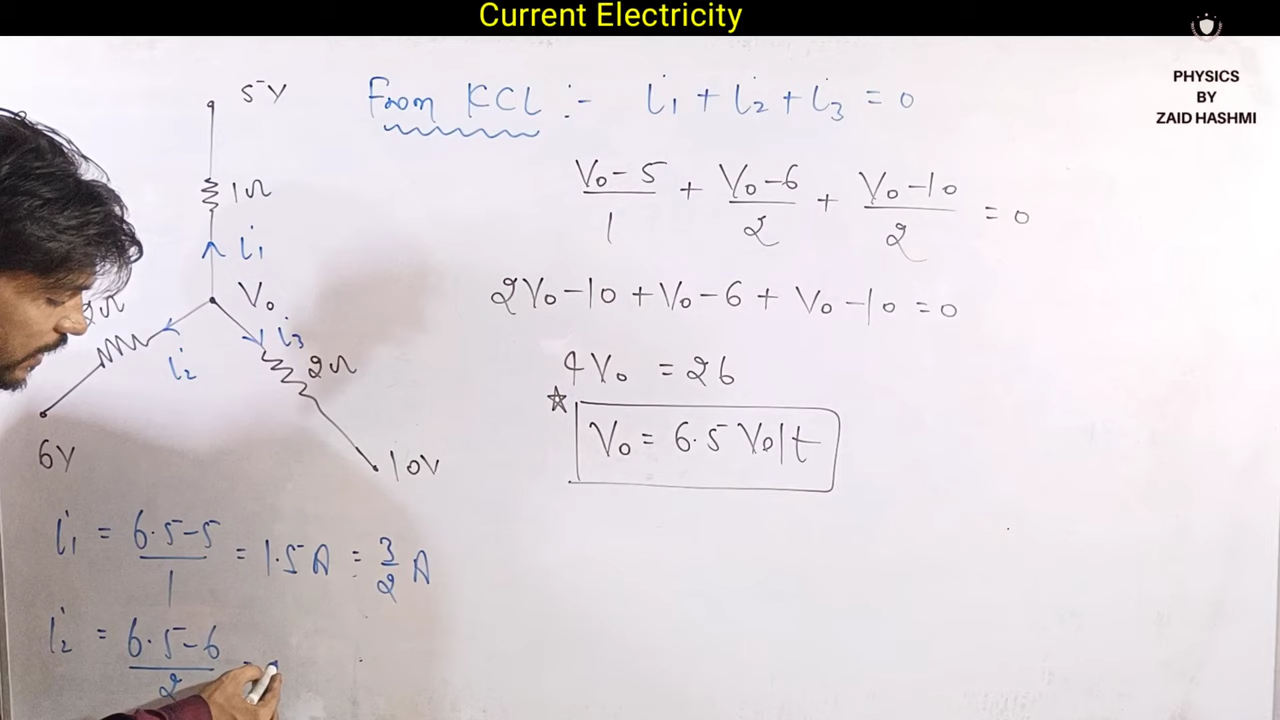 Current Electricity
PHYSICS
BY
ZAID HASHMI
5V
1Ω
i₁
V₀
2Ω
i₂
i₃
2Ω
6V
10V
From KCL :- i₁ + i₂ + i₃ = 0
V₀-5/1 + V₀-6/2 + V₀-10/2 = 0
2V₀-10 + V₀-6 + V₀-10 = 0
4V₀ = 26
☆ V₀ = 6.5 Volt
i₁ = 6.5-5/1 = 1.5A = 3/2 A
i₂ = 6.5-6/2 =